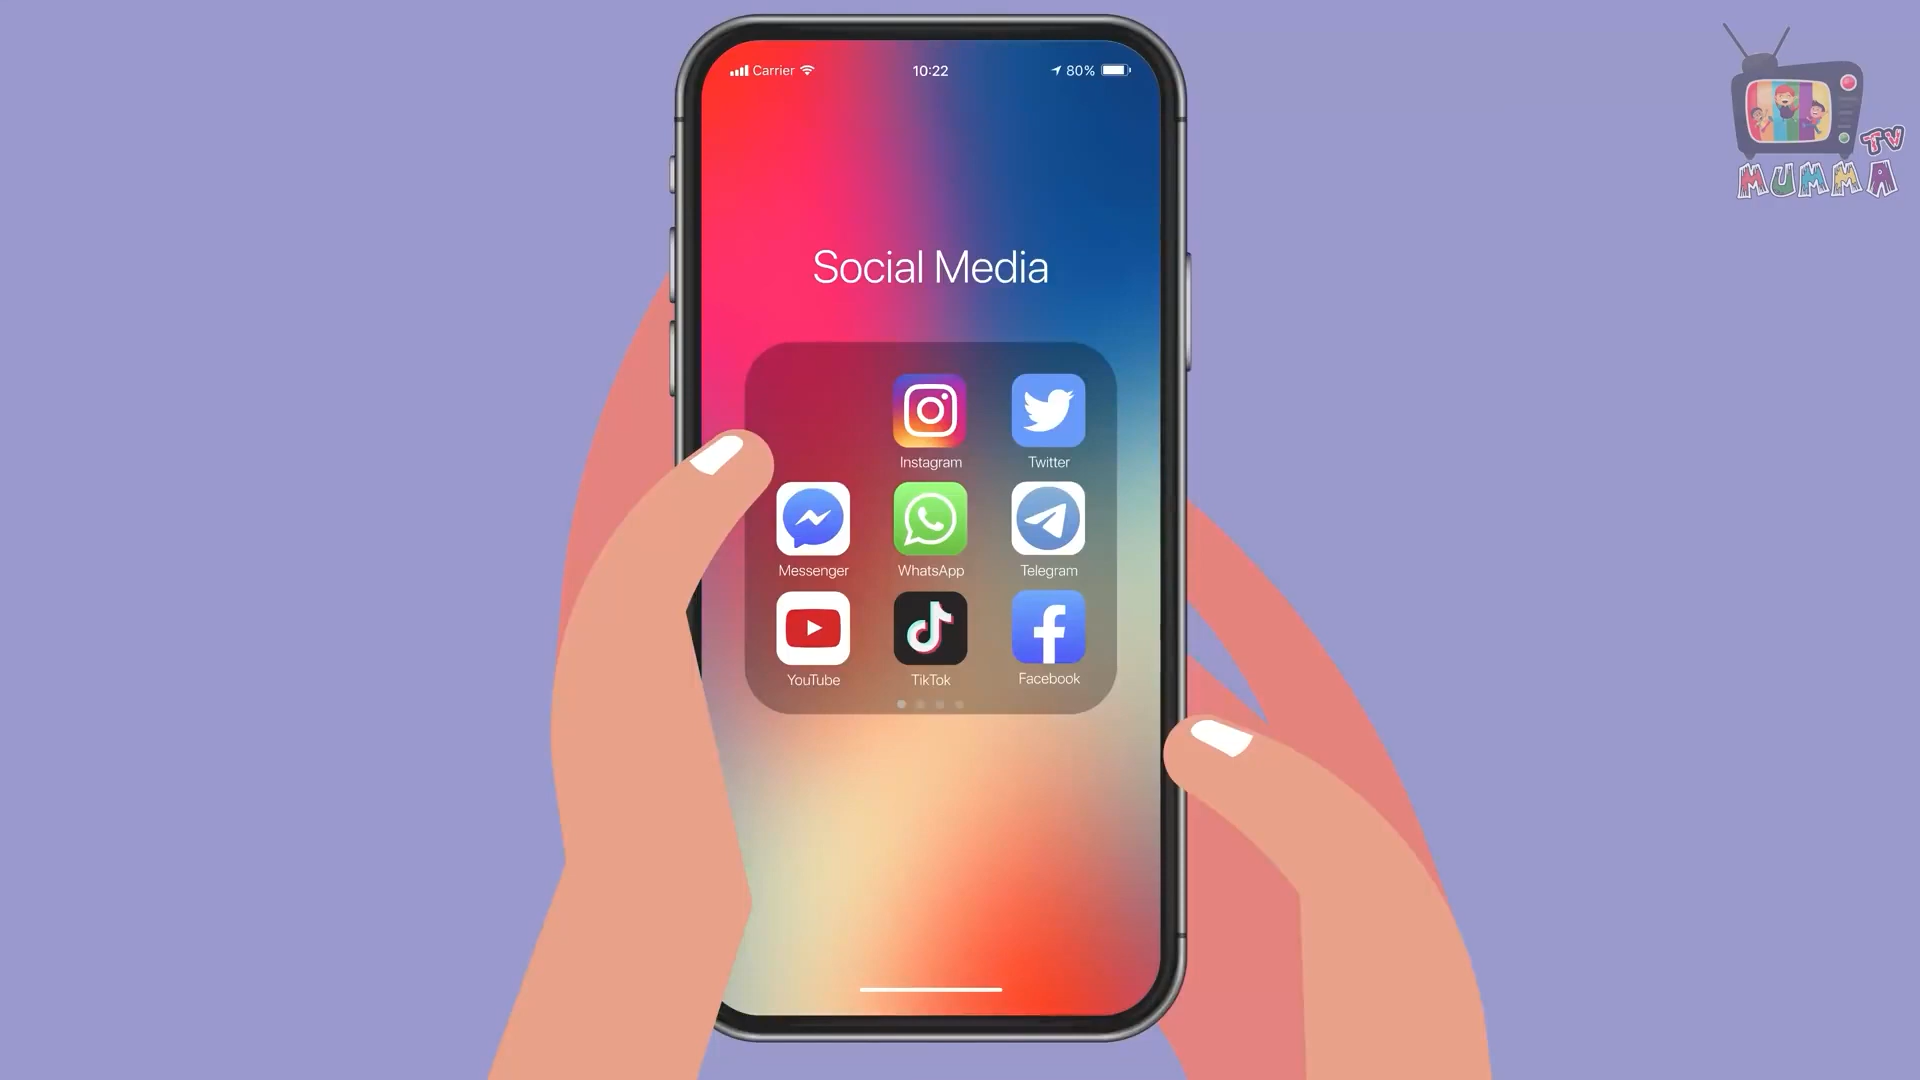 Carrier 10:22 80%
TV
MUMMA
Social Media
Instagram Twitter
Messenger WhatsApp Telegram
YouTube TikTok Facebook